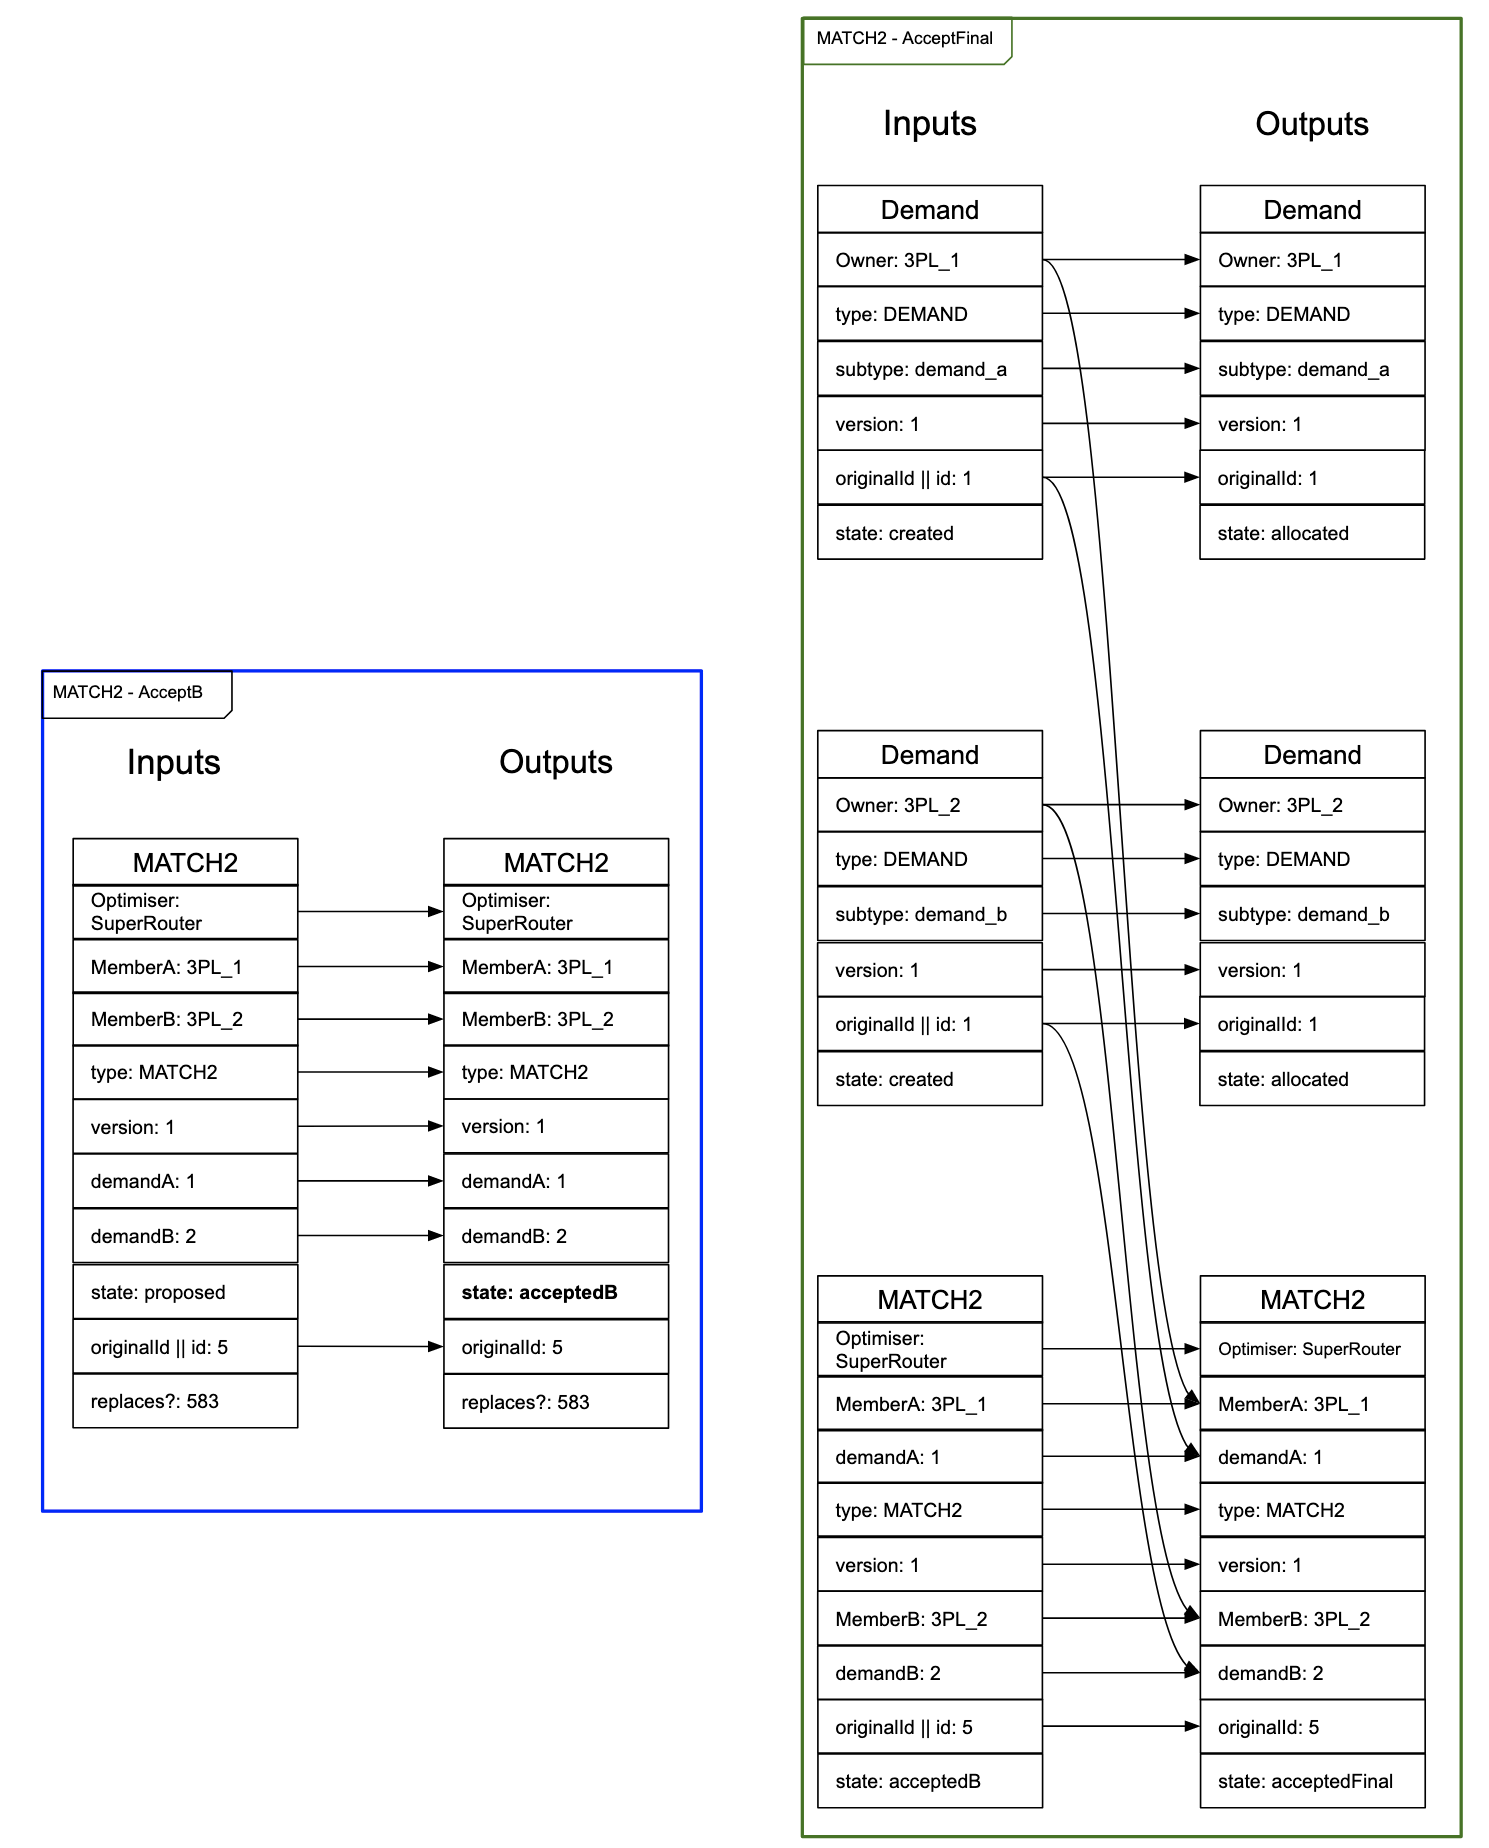 MATCH2 - AcceptB
Inputs
Outputs
MATCH2
Optimiser:
SuperRouter
MemberA: 3PL_1
MemberB: 3PL_2
type: MATCH2
version: 1
demandA: 1
demandB: 2
state: proposed
originalId || id: 5
replaces?: 583
MATCH2
Optimiser:
SuperRouter
MemberA: 3PL_1
MemberB: 3PL_2
type: MATCH2
version: 1
demandA: 1
demandB: 2
state: acceptedB
originalId: 5
replaces?: 583
MATCH2 - AcceptFinal
Inputs
Outputs
Demand
Owner: 3PL_1
type: DEMAND
subtype: demand_a
version: 1
originalId || id: 1
state: created
Demand
Owner: 3PL_1
type: DEMAND
subtype: demand_a
version: 1
originalId: 1
state: allocated
Demand
Owner: 3PL_2
type: DEMAND
subtype: demand_b
version: 1
originalId || id: 1
state: created
Demand
Owner: 3PL_2
type: DEMAND
subtype: demand_b
version: 1
originalId: 1
state: allocated
MATCH2
Optimiser:
SuperRouter
MemberA: 3PL_1
demandA: 1
type: MATCH2
version: 1
MemberB: 3PL_2
demandB: 2
originalId || id: 5
state: acceptedB
MATCH2
Optimiser: SuperRouter
MemberA: 3PL_1
demandA: 1
type: MATCH2
version: 1
MemberB: 3PL_2
demandB: 2
originalId: 5
state: acceptedFinal